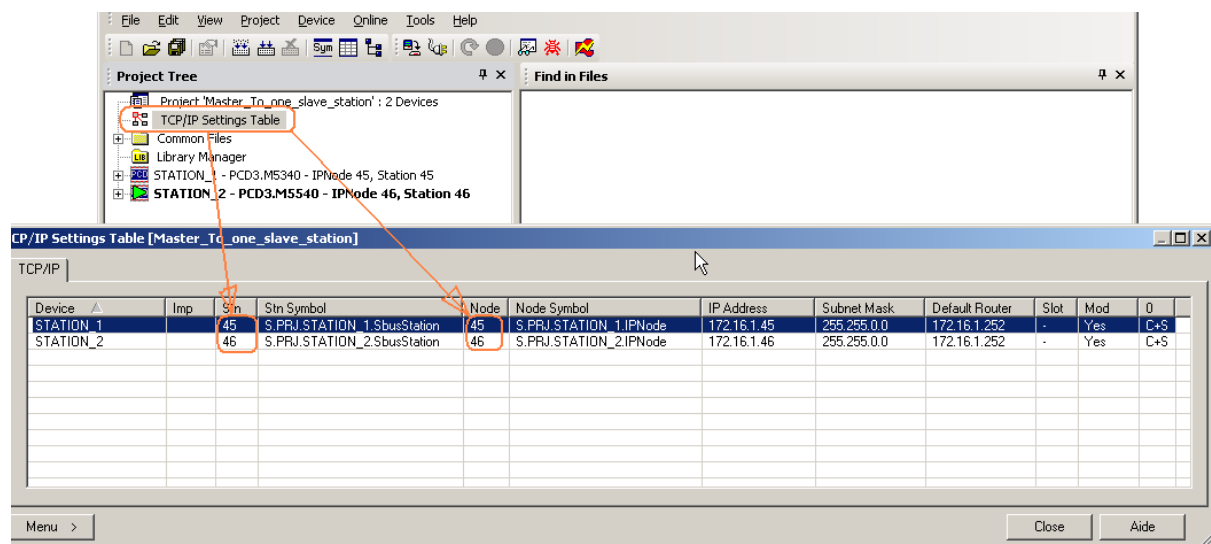 File Edit View Project Device Online Tools Help
Sym
Project Tree
Find in Files
Project 'Master_To_one_slave_station' : 2 Devices
TCP/IP Settings Table
Common Files
LIB Library Manager
PCD STATION_1 - PCD3.M5340 - IPNode 45, Station 45
STATION_2 - PCD3.M5540 - IPNode 46, Station 46
CP/IP Settings Table [Master_To_one_slave_station]
TCP/IP
Device Imp Stn Stn Symbol Node Node Symbol IP Address Subnet Mask Default Router Slot Mod 0
STATION_1 45 S.PRJ.STATION_1.SbusStation 45 S.PRJ.STATION_1.IPNode 172.16.1.45 255.255.0.0 172.16.1.252 - Yes C+S
STATION_2 46 S.PRJ.STATION_2.SbusStation 46 S.PRJ.STATION_2.IPNode 172.16.1.46 255.255.0.0 172.16.1.252 - Yes C+S
Menu >
Close
Aide